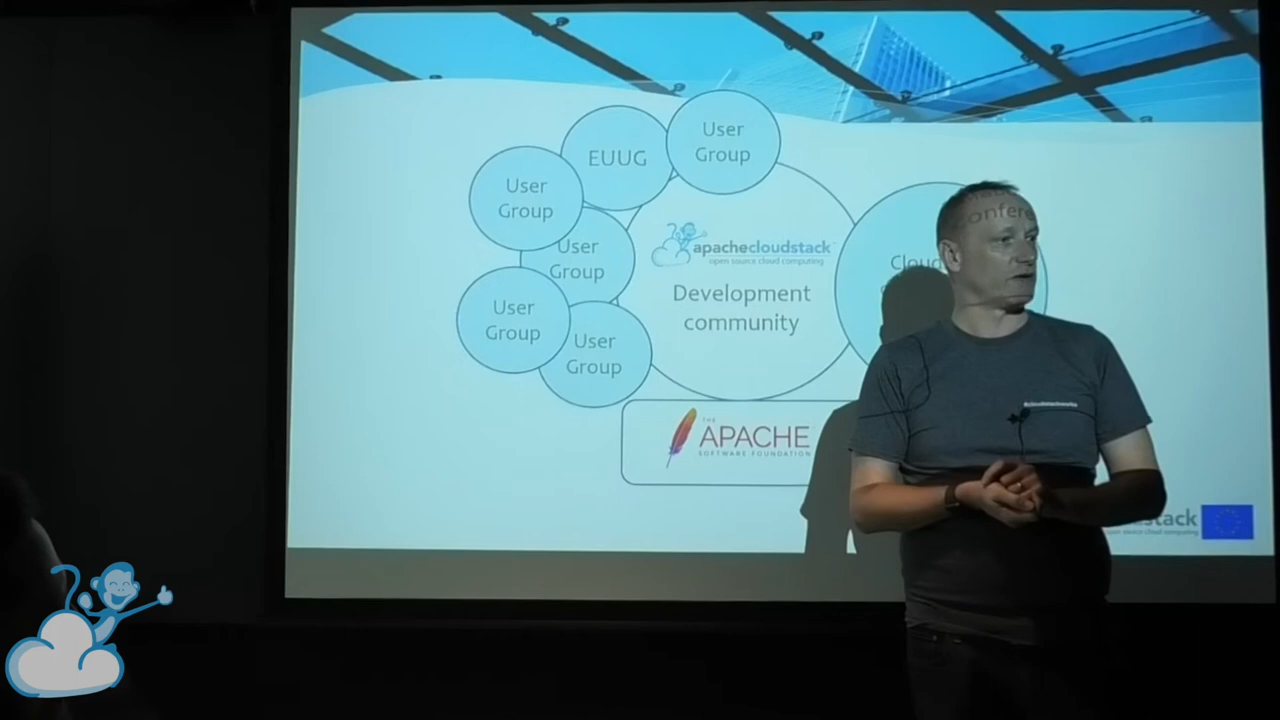 User
Group
EUUG
User
Group
User
Group
User
Group
User
Group
apachecloudstack
open source cloud computing
Development
community
Cloud
THE
APACHE
SOFTWARE FOUNDATION